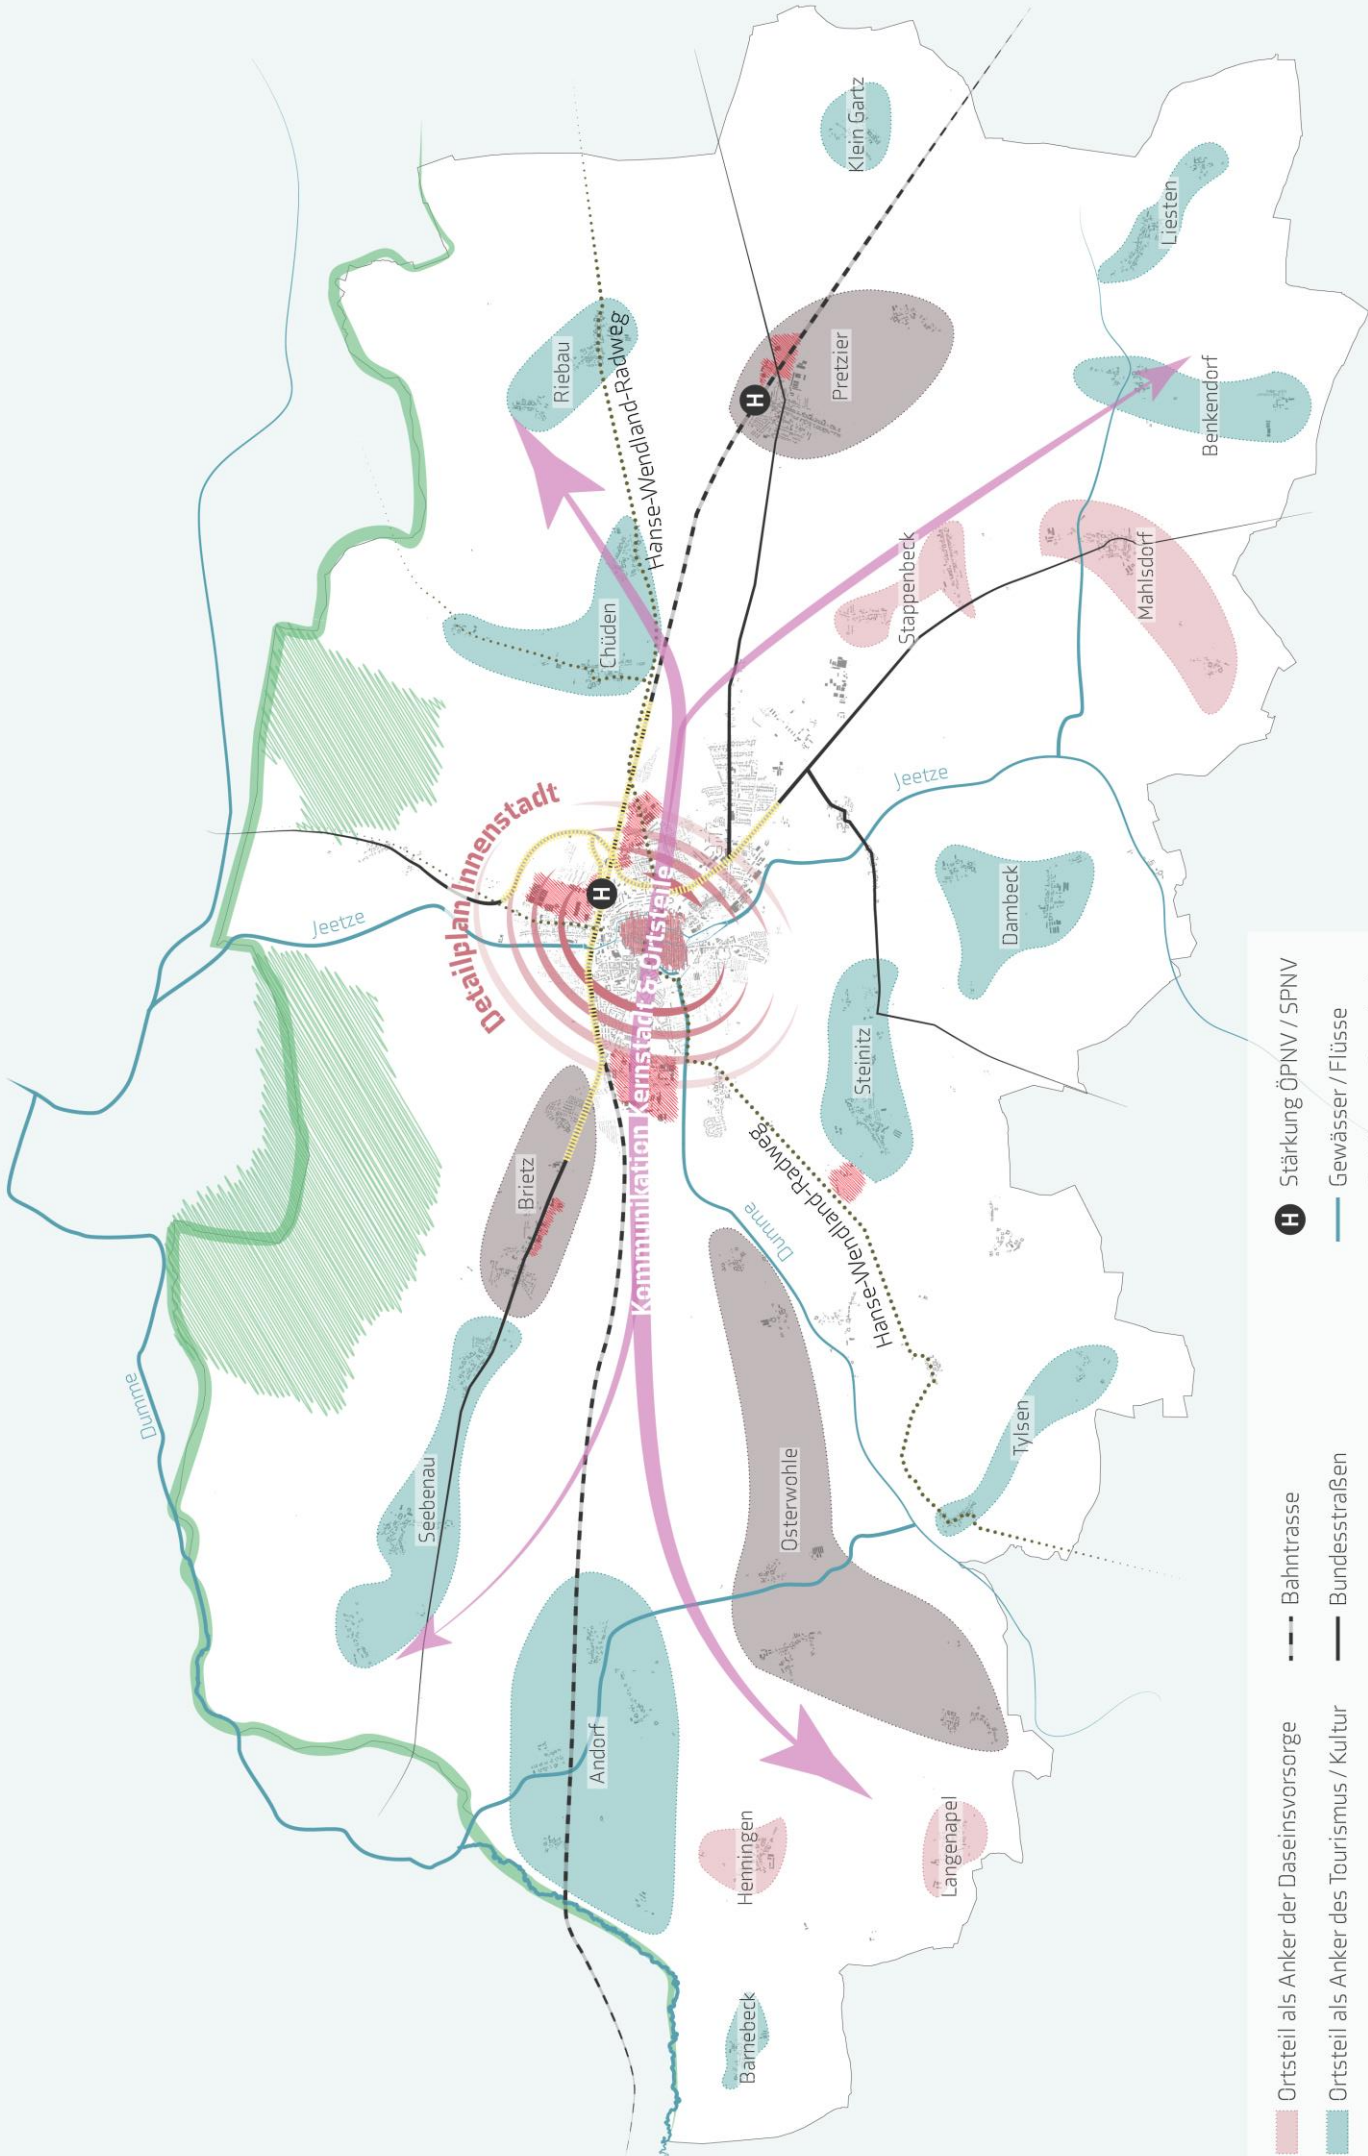 Dumme
Jeetze
Detailplan Innenstadt
Seebenau
Brietz
Chüden
Riebau
Hanse-Wendland-Radweg
Klein Gartz
Andorf
Kommunikation Kernstadt & Ortsteile
H
H
Pretzier
Barnebeck
Henningen
Langenapel
Osterwohle
Dumme
Hanse-Wendland-Radweg
Steinitz
Jeetze
Stappenbeck
Tylsen
Dambeck
Mahlsdorf
Benkendorf
Liesten
Ortsteil als Anker der Daseinsvorsorge
Bahntrasse
H Stärkung ÖPNV / SPNV
Ortsteil als Anker des Tourismus / Kultur
Bundesstraßen
Gewässer / Flüsse